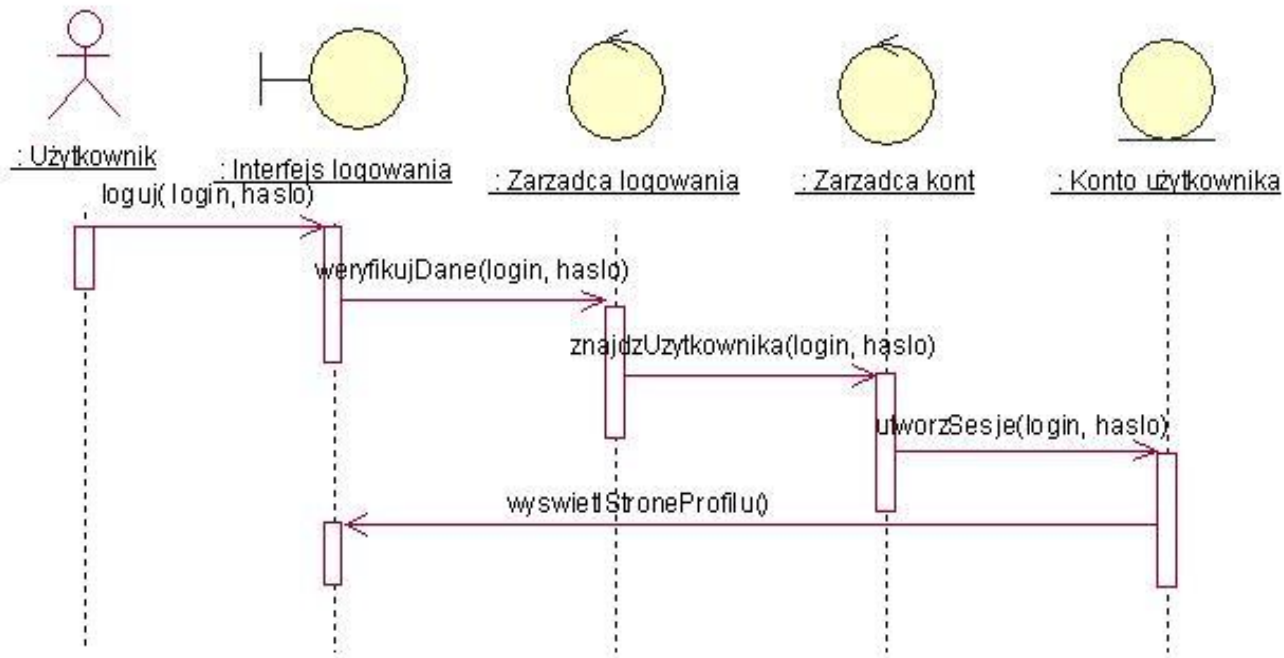 : Użytkownik
: Interfejs logowania
: Zarzadca logowania
: Zarzadca kont
: Konto użytkownika
loguj( login, haslo)
weryfikujDane(login, haslo)
znajdzUzytkownika(login, haslo)
utworzSesje(login, haslo)
wyswietlStroneProfilu()